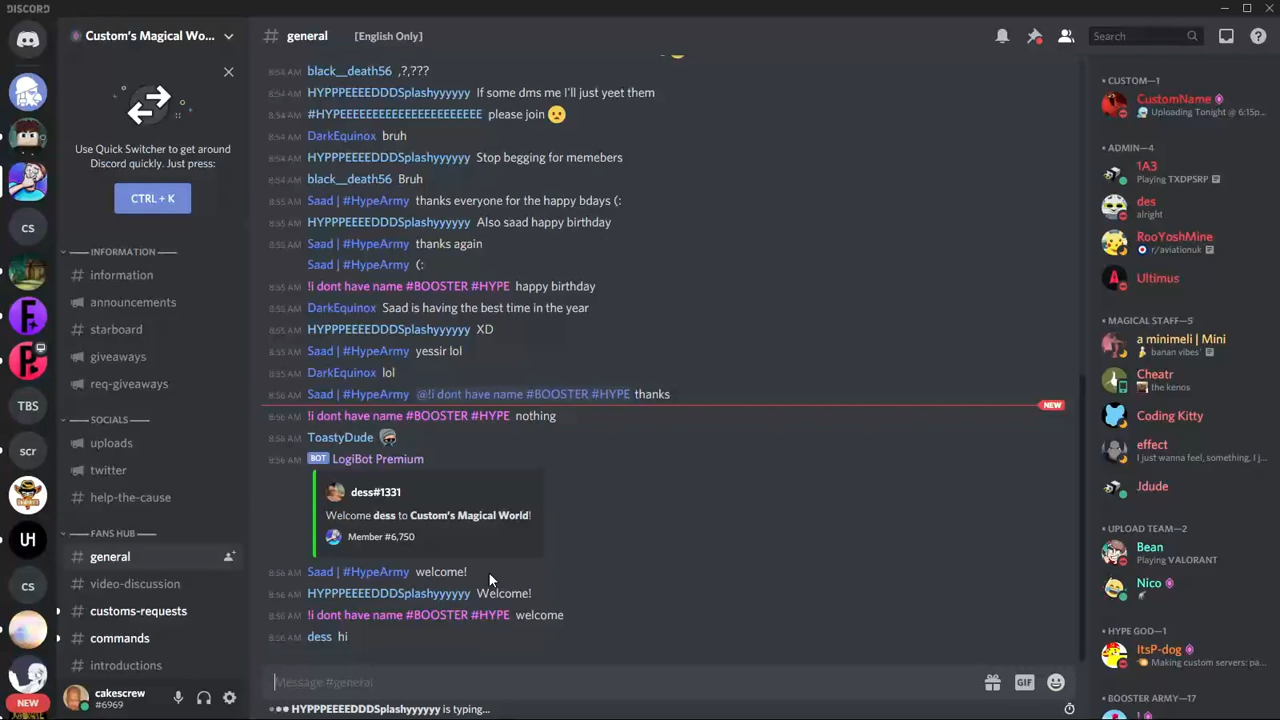 DISCORD
Custom's Magical Wo...
# general [English Only]
Search
Use Quick Switcher to get around
Discord quickly. Just press:
CTRL + K
INFORMATION
# information
announcements
# starboard
giveaways
# req-giveaways
SOCIALS
uploads
# twitter
# help-the-cause
FANS HUB
# general
# video-discussion
# customs-requests
# commands
# introductions
cakescrew
#6969
CS
TBS
scr
UH
CS
NEW
8:54 AM black__death56 ,?,???
8:54 AM HYPPPEEEEDDDSplashyyyyyy If some dms me I'll just yeet them
8:54 AM #HYPEEEEEEEEEEEEEEEEEEEEEE please join
8:54 AM DarkEquinox bruh
8:54 AM HYPPPEEEEDDDSplashyyyyyy Stop begging for memebers
8:54 AM black__death56 Bruh
8:55 AM Saad | #HypeArmy thanks everyone for the happy bdays (:
8:55 AM HYPPPEEEEDDDSplashyyyyyy Also saad happy birthday
8:55 AM Saad | #HypeArmy thanks again
Saad | #HypeArmy (:
8:55 AM !i dont have name #BOOSTER #HYPE happy birthday
8:55 AM DarkEquinox Saad is having the best time in the year
8:55 AM HYPPPEEEEDDDSplashyyyyyy XD
8:55 AM Saad | #HypeArmy yessir lol
8:55 AM DarkEquinox lol
8:56 AM Saad | #HypeArmy @!i dont have name #BOOSTER #HYPE thanks
NEW
8:56 AM !i dont have name #BOOSTER #HYPE nothing
8:56 AM ToastyDude
8:56 AM BOT LogiBot Premium
dess#1331
Welcome dess to Custom's Magical World!
Member #6,750
8:56 AM Saad | #HypeArmy welcome!
8:56 AM HYPPPEEEEDDDSplashyyyyyy Welcome!
8:56 AM !i dont have name #BOOSTER #HYPE welcome
8:56 AM dess hi
Message #general
GIF
HYPPPEEEEDDDSplashyyyyyy is typing...
CUSTOM—1
CustomName
Uploading Tonight @ 6:15p...
ADMIN—4
1A3
Playing TXDPSRP
des
alright
RooYoshMine
r/aviationuk
Ultimus
MAGICAL STAFF—5
a minimeli | Mini
banan vibes'
Cheatr
the kenos
Coding Kitty
effect
I just wanna feel, something, I j...
Jdude
UPLOAD TEAM—2
Bean
Playing VALORANT
Nico
HYPE GOD—1
ItsP-dog
Making custom servers: pa...
BOOSTER ARMY—17